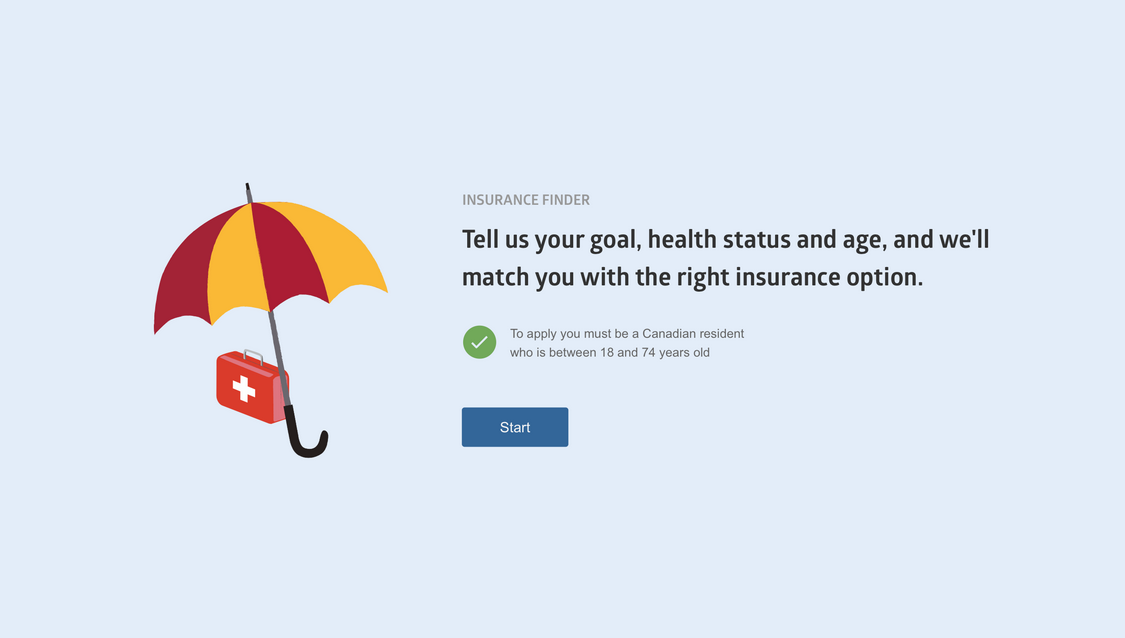 INSURANCE FINDER
Tell us your goal, health status and age, and we'll
match you with the right insurance option.
To apply you must be a Canadian resident
who is between 18 and 74 years old
Start